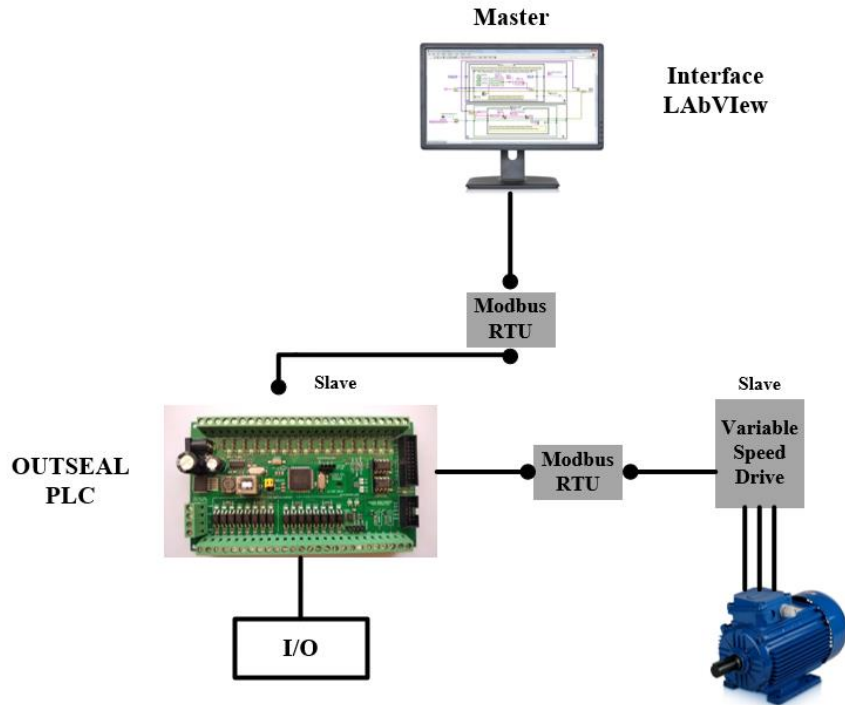 Master
Interface
LAbVIew
Modbus
RTU
Slave
Slave
OUTSEAL
PLC
Modbus
RTU
Variable
Speed
Drive
I/O